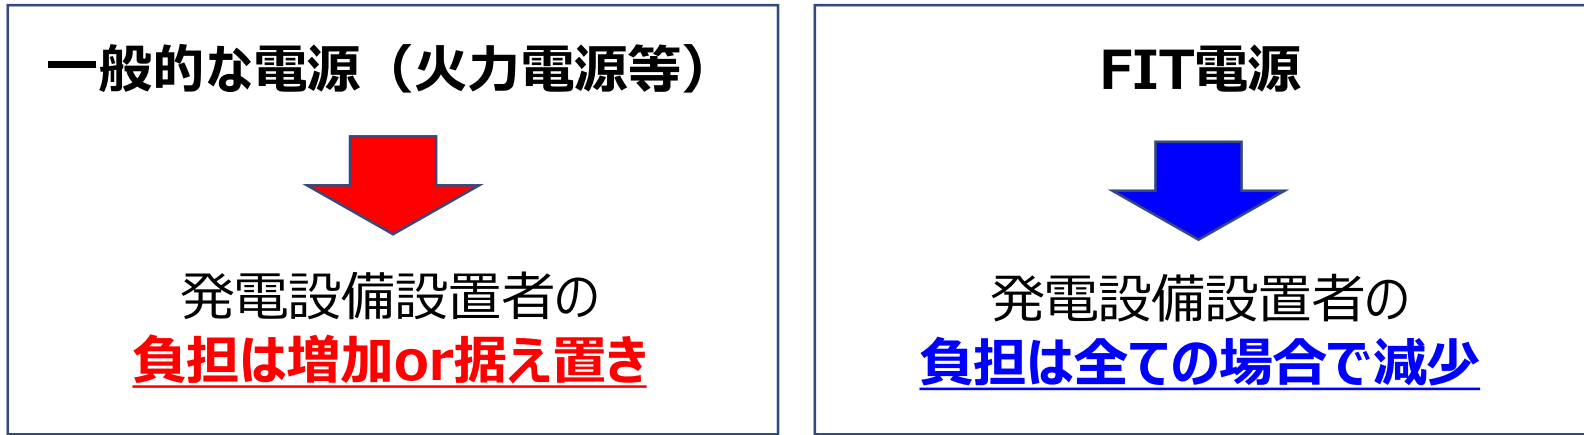 一般的な電源（火力電源等）
発電設備設置者の
負担は増加or据え置き
FIT電源
発電設備設置者の
負担は全ての場合で減少